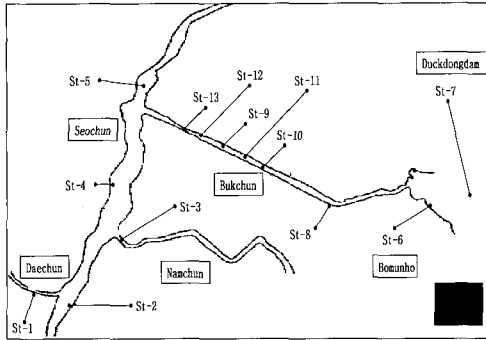 Duckdongdam
St-7
St-5
St-12
St-11
St-13
St-9
Seochun
St-10
Bukchun
St-4
St-3
St-8
St-6
Namchun
Bomunho
Daechun
St-2
St-1